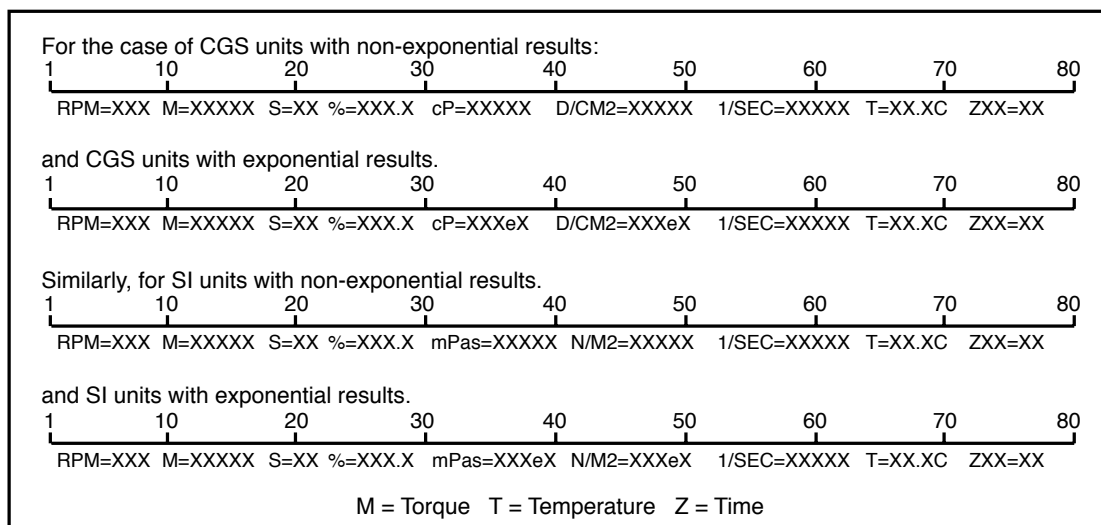 For the case of CGS units with non-exponential results:
1 10 20 30 40 50 60 70 80
RPM=XXX M=XXXXX S=XX %=XXX.X cP=XXXXX D/CM2=XXXXX 1/SEC=XXXXX T=XX.XC ZXX=XX
and CGS units with exponential results.
1 10 20 30 40 50 60 70 80
RPM=XXX M=XXXXX S=XX %=XXX.X cP=XXXeX D/CM2=XXXeX 1/SEC=XXXXX T=XX.XC ZXX=XX
Similarly, for SI units with non-exponential results.
1 10 20 30 40 50 60 70 80
RPM=XXX M=XXXXX S=XX %=XXX.X mPas=XXXXX N/M2=XXXXX 1/SEC=XXXXX T=XX.XC ZXX=XX
and SI units with exponential results.
1 10 20 30 40 50 60 70 80
RPM=XXX M=XXXXX S=XX %=XXX.X mPas=XXXeX N/M2=XXXeX 1/SEC=XXXXX T=XX.XC ZXX=XX
M = Torque T = Temperature Z = Time